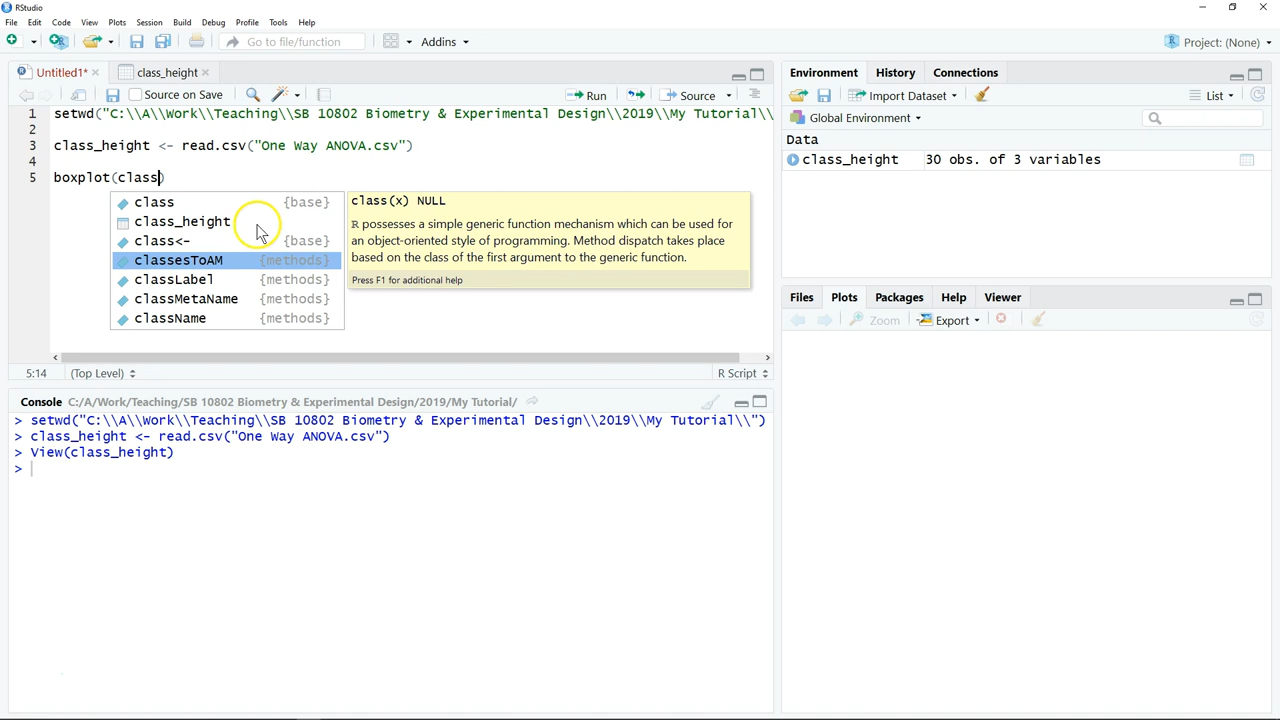 RStudio
File Edit Code View Plots Session Build Debug Profile Tools Help
Go to file/function Addins Project: (None)
Untitled1* class_height
Source on Save Run Source
1 setwd("C:\\A\\Work\\Teaching\\SB 10802 Biometry & Experimental Design\\2019\\My Tutorial\\
2
3 class_height <- read.csv("One Way ANOVA.csv")
4
5 boxplot(class)
class {base}
class_height
class<- {base}
classesToAM {methods}
classLabel {methods}
classMetaName {methods}
className {methods}
class(x) NULL
R possesses a simple generic function mechanism which can be used for
an object-oriented style of programming. Method dispatch takes place
based on the class of the first argument to the generic function.
Press F1 for additional help
5:14 (Top Level) R Script
Console C:/A/Work/Teaching/SB 10802 Biometry & Experimental Design/2019/My Tutorial/
> setwd("C:\\A\\Work\\Teaching\\SB 10802 Biometry & Experimental Design\\2019\\My Tutorial\\")
> class_height <- read.csv("One Way ANOVA.csv")
> View(class_height)
>
Environment History Connections
Import Dataset List
Global Environment
Data
class_height 30 obs. of 3 variables
Files Plots Packages Help Viewer
Zoom Export